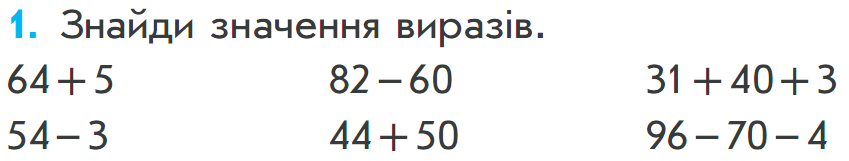 1. Знайди значення виразів.
64+5 82−60 31+40+3
54−3 44+50 96−70−4